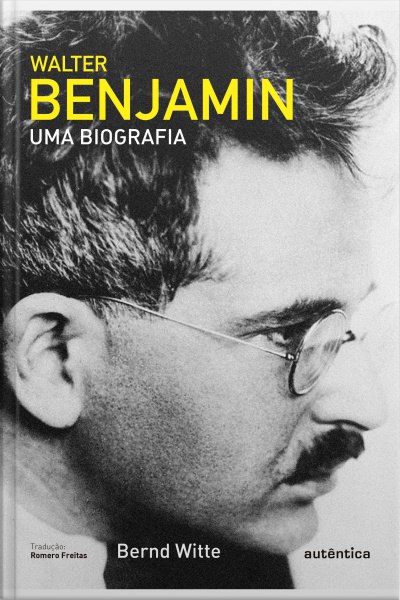 WALTER
BENJAMIN
UMA BIOGRAFIA
Tradução:
Romero Freitas
Bernd Witte
autêntica